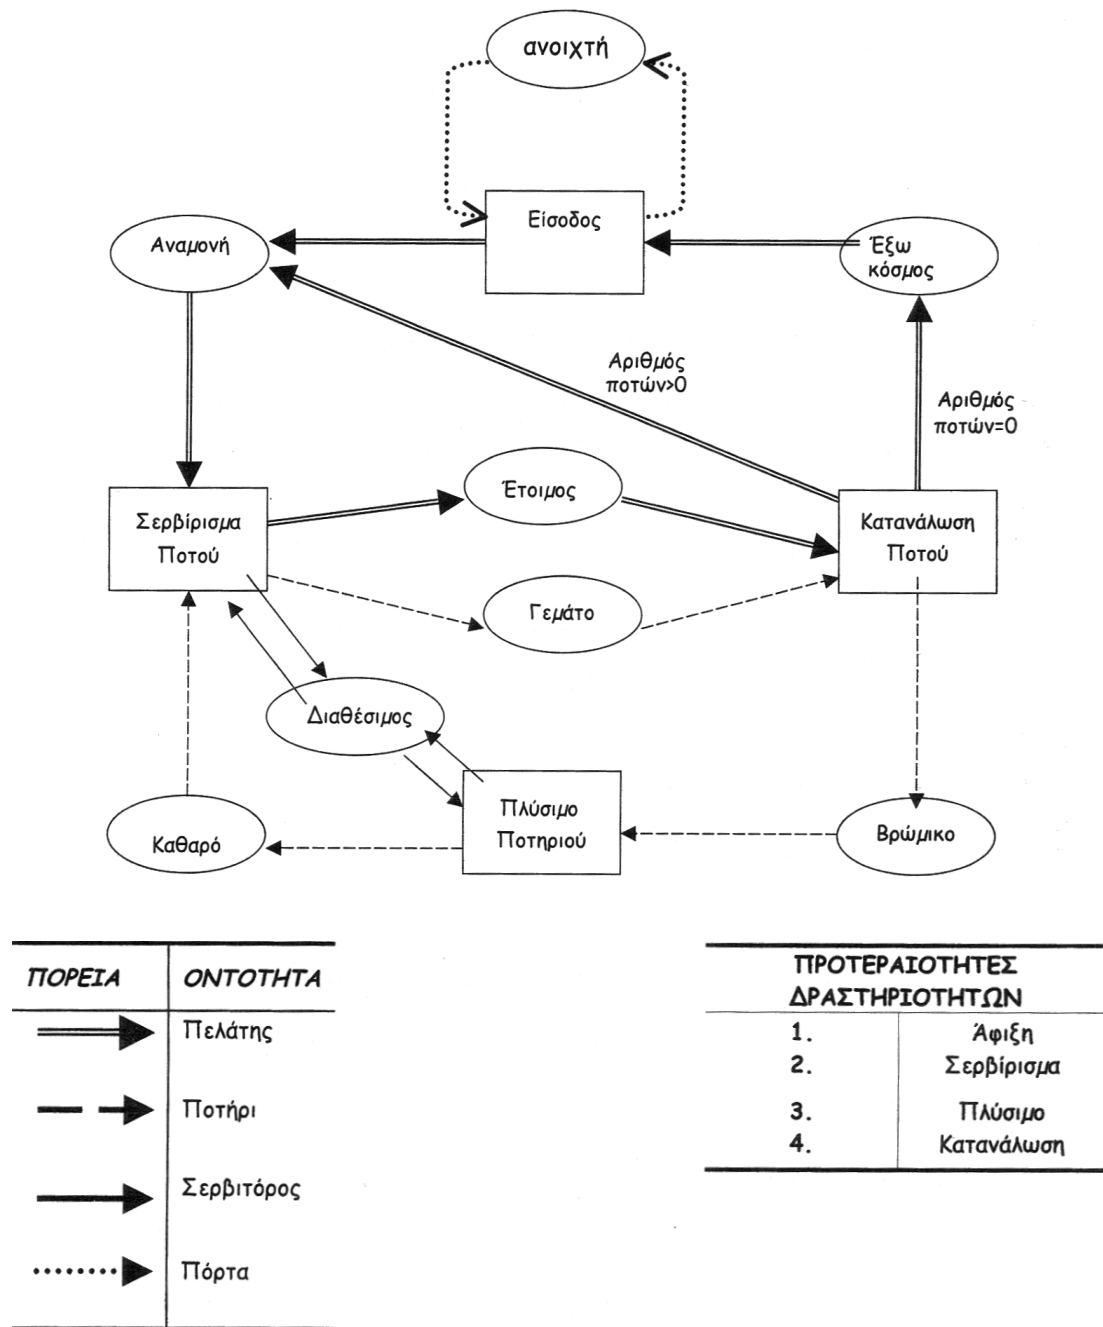 ανοιχτή
Είσοδος
Αναμονή
Έξω
κόσμος
Αριθμός
ποτών>0
Αριθμός
ποτών=0
Σερβίρισμα
Ποτού
Έτοιμος
Κατανάλωση
Ποτού
Γεμάτο
Διαθέσιμος
Πλύσιμο
Ποτηριού
Καθαρό
Βρώμικο
ΠΟΡΕΙΑ ΟΝΤΟΤΗΤΑ
Πελάτης
Ποτήρι
Σερβιτόρος
Πόρτα
ΠΡΟΤΕΡΑΙΟΤΗΤΕΣ
ΔΡΑΣΤΗΡΙΟΤΗΤΩΝ
1. Άφιξη
2. Σερβίρισμα
3. Πλύσιμο
4. Κατανάλωση